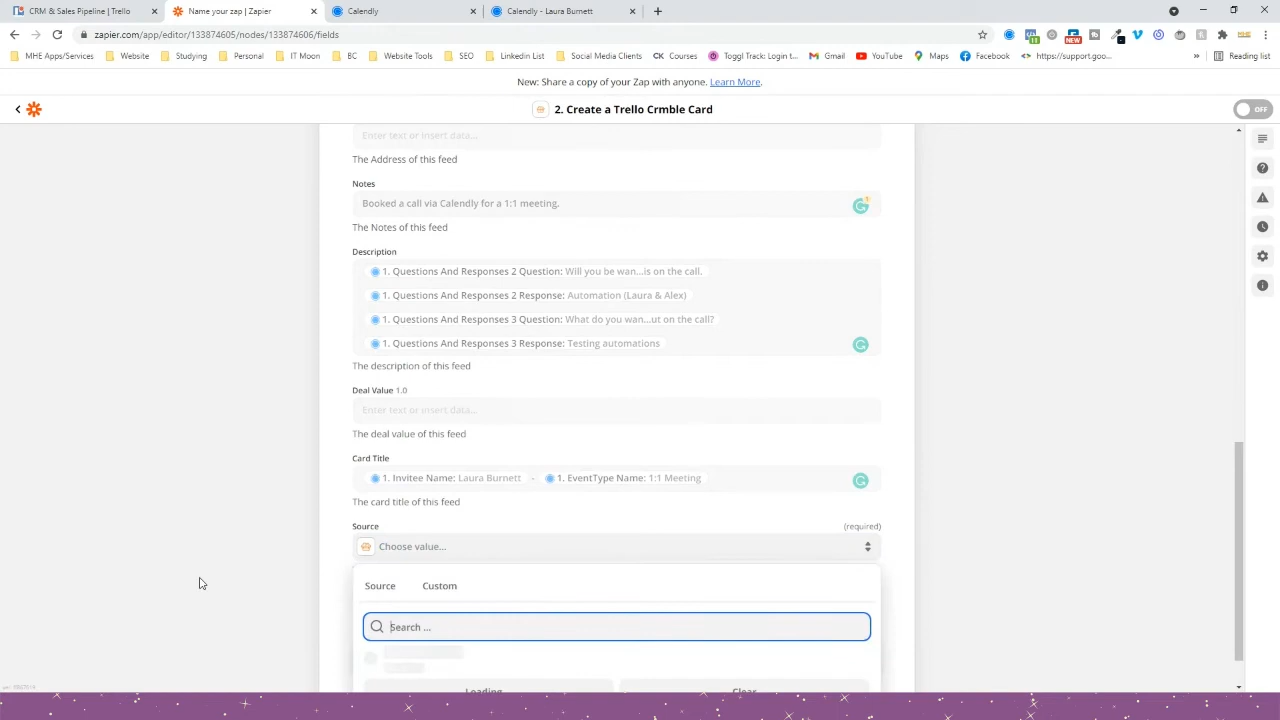 CRM & Sales Pipeline | Trello
Name your zap | Zapier
Calendly
Calendly - Laura Burnett
zapier.com/app/editor/133874605/nodes/133874606/fields
MHE Apps/Services
Website
Studying
Personal
IT Moon
BC
Website Tools
SEO
Linkedin List
Social Media Clients
CK Courses
Toggl Track: Login t...
Gmail
YouTube
Maps
Facebook
https://support.goo...
»
Reading list
New: Share a copy of your Zap with anyone. Learn More.
2. Create a Trello Crmble Card
OFF
Enter text or insert data...
The Address of this feed
Notes
Booked a call via Calendly for a 1:1 meeting.
The Notes of this feed
Description
1. Questions And Responses 2 Question: Will you be wan...is on the call.
1. Questions And Responses 2 Response: Automation (Laura & Alex)
1. Questions And Responses 3 Question: What do you wan...ut on the call?
1. Questions And Responses 3 Response: Testing automations
The description of this feed
Deal Value 1.0
Enter text or insert data...
The deal value of this feed
Card Title
1. Invitee Name: Laura Burnett - 1. EventType Name: 1:1 Meeting
The card title of this feed
Source (required)
Choose value...
Source Custom
Search ...
Loading
Clear